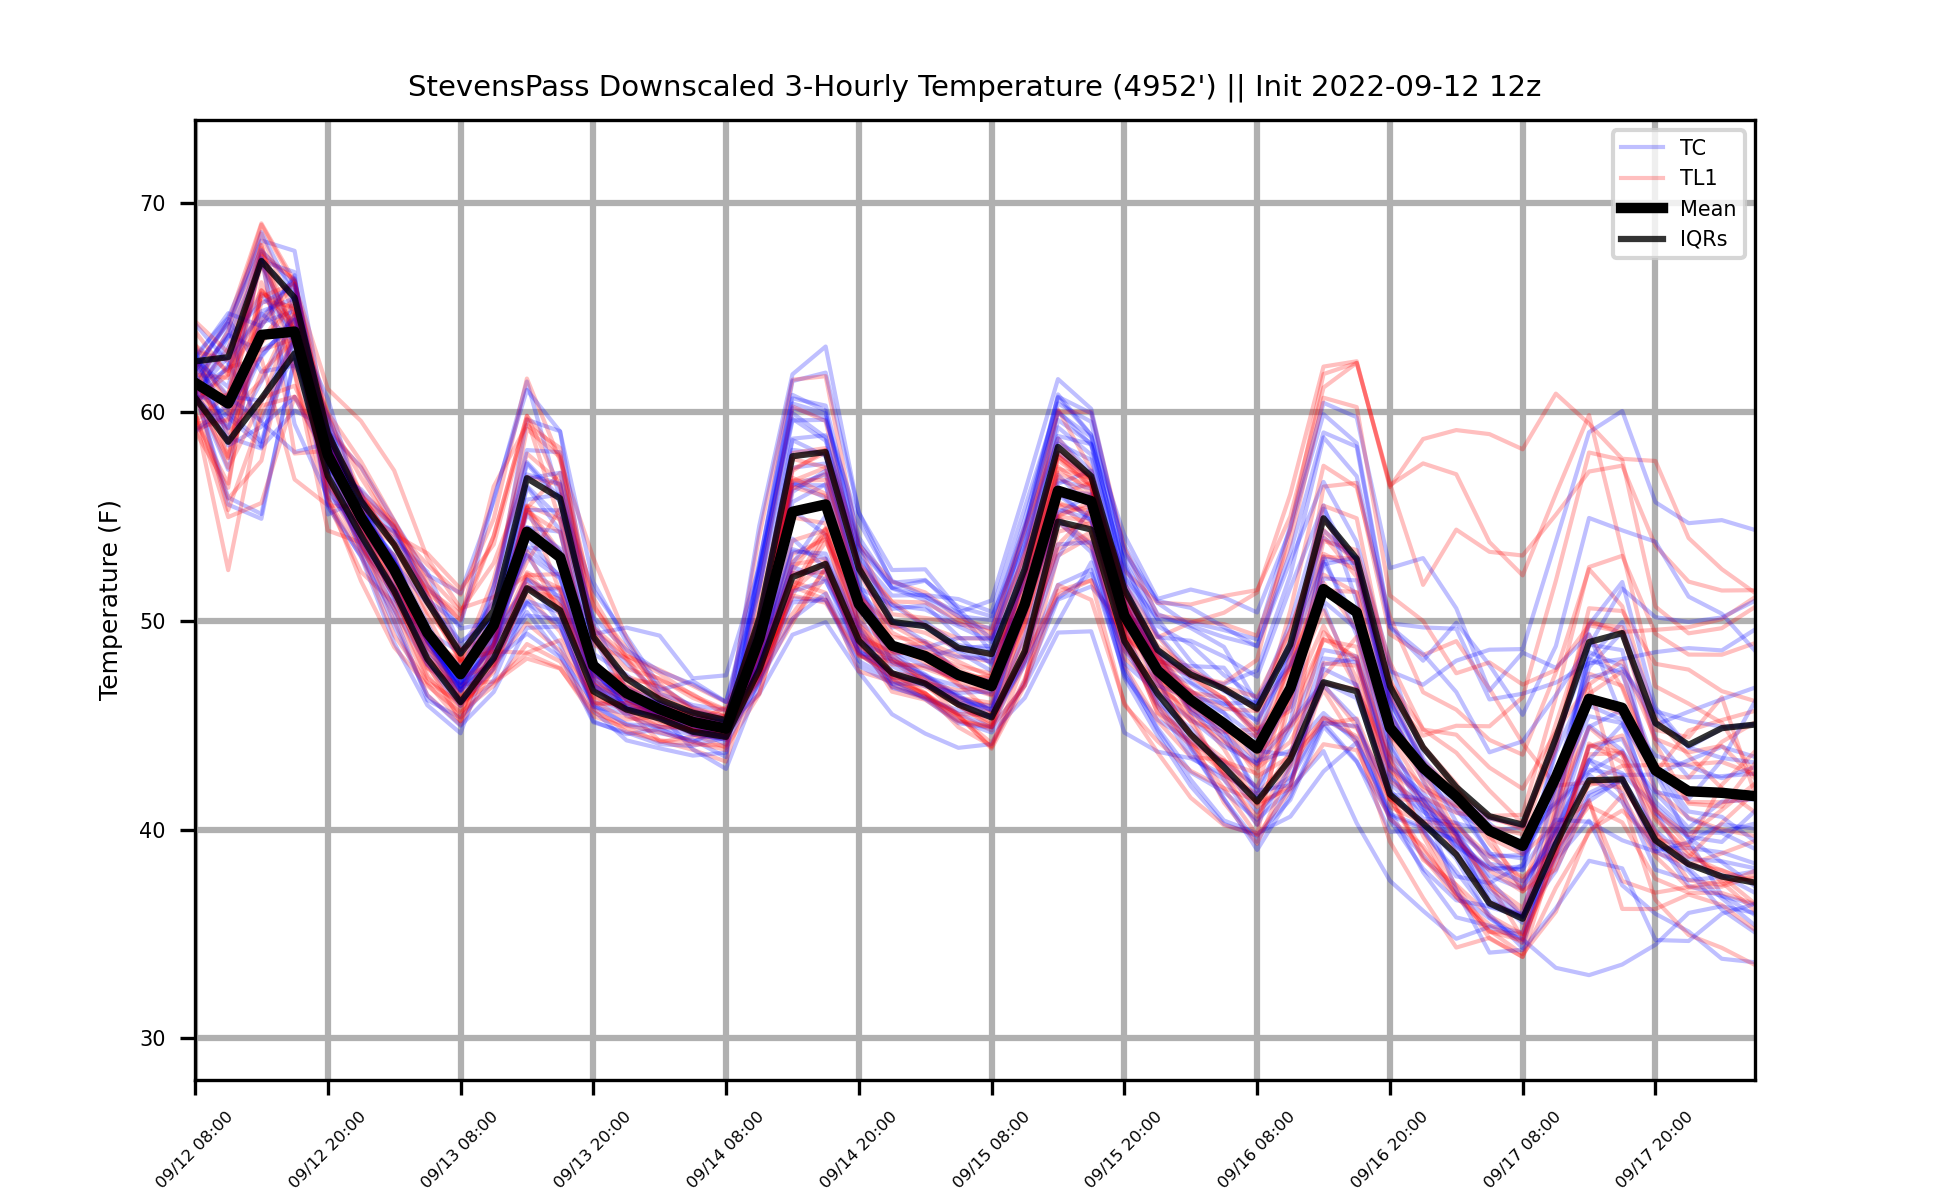 StevensPass Downscaled 3-Hourly Temperature (4952') || Init 2022-09-12 12z
TC
TL1
Mean
IQRs
70
60
50
40
30
Temperature (F)
09/12 08:00
09/12 20:00
09/13 08:00
09/13 20:00
09/14 08:00
09/14 20:00
09/15 08:00
09/15 20:00
09/16 08:00
09/16 20:00
09/17 08:00
09/17 20:00